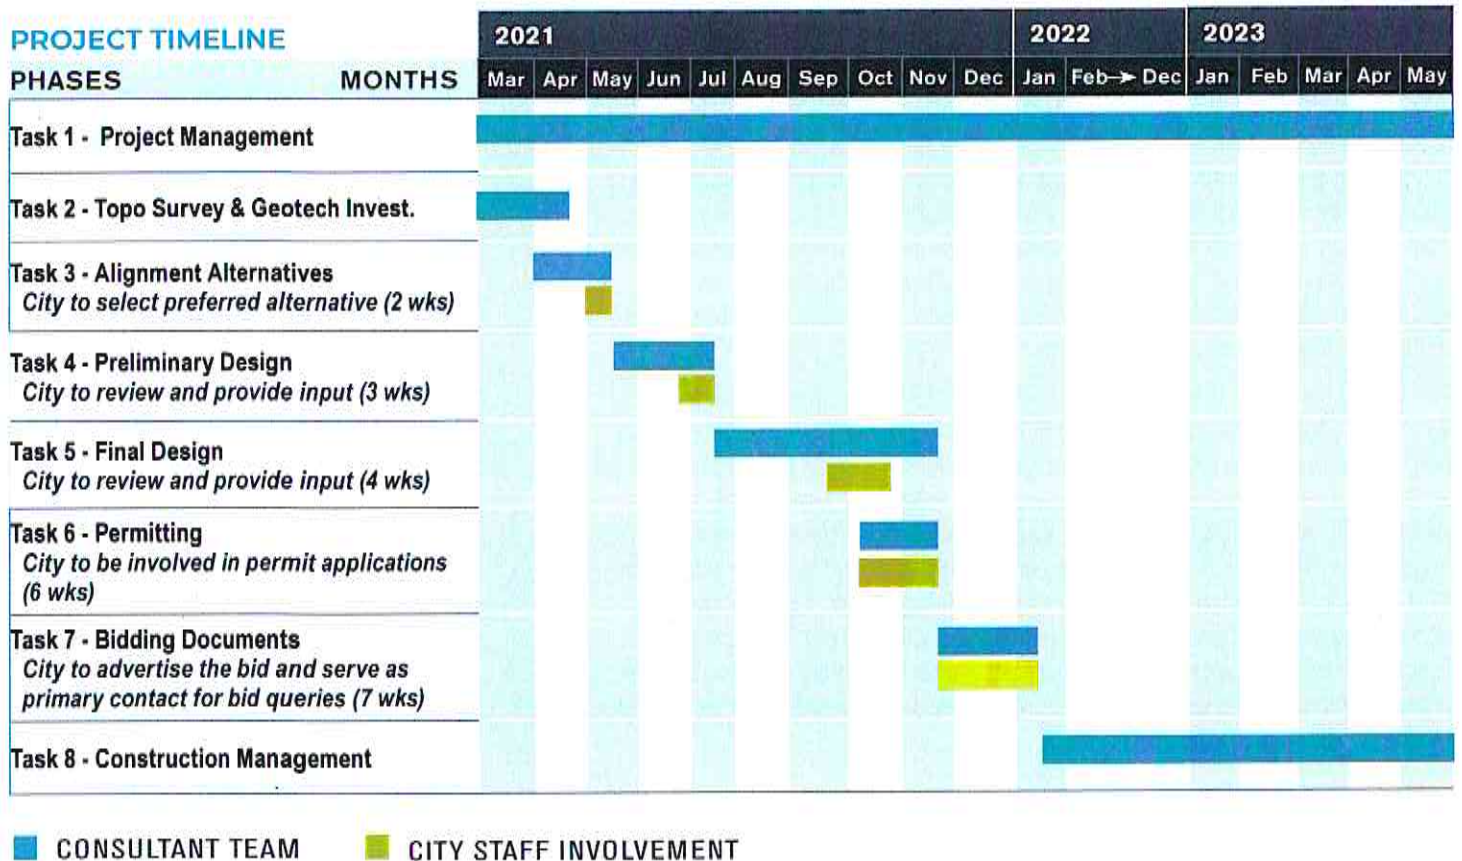 PROJECT TIMELINE
2021 2022 2023
PHASES MONTHS Mar Apr May Jun Jul Aug Sep Oct Nov Dec Jan Feb➔ Dec Jan Feb Mar Apr May
Task 1 - Project Management
Task 2 - Topo Survey & Geotech Invest.
Task 3 - Alignment Alternatives
City to select preferred alternative (2 wks)
Task 4 - Preliminary Design
City to review and provide input (3 wks)
Task 5 - Final Design
City to review and provide input (4 wks)
Task 6 - Permitting
City to be involved in permit applications
(6 wks)
Task 7 - Bidding Documents
City to advertise the bid and serve as
primary contact for bid queries (7 wks)
Task 8 - Construction Management
CONSULTANT TEAM CITY STAFF INVOLVEMENT